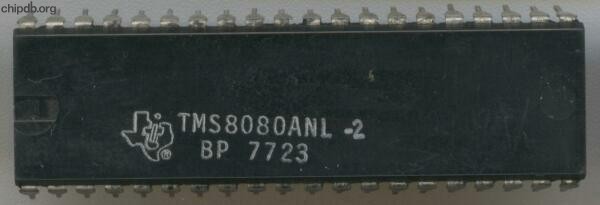 chipdb.org
TMS8080ANL -2
BP 7723